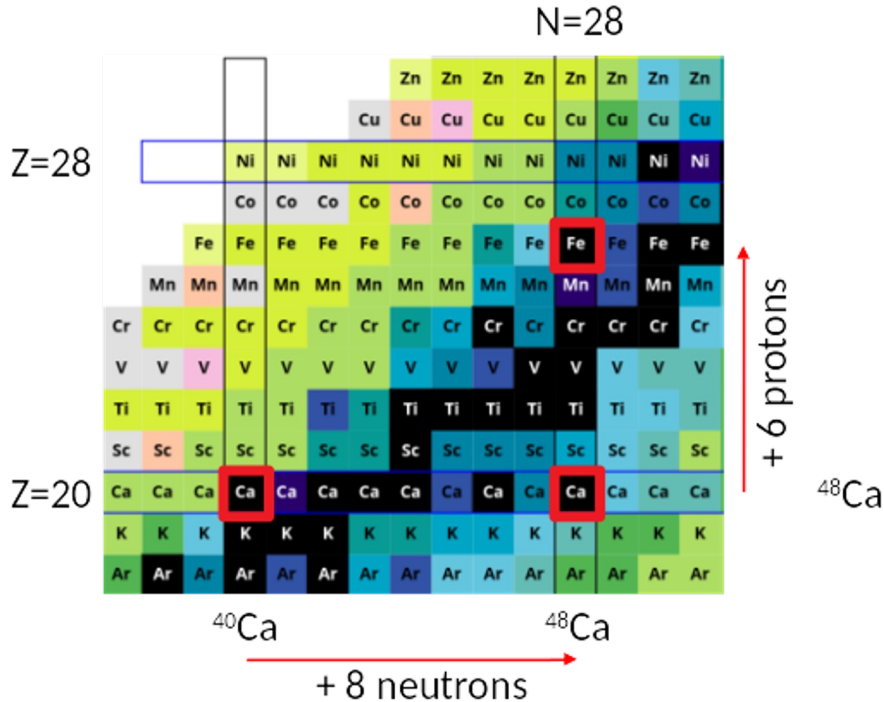 N=28
Zn Zn Zn Zn Zn Zn Zn Zn
Cu Cu Cu Cu Cu Cu Cu Cu Cu
Z=28 Ni Ni Ni Ni Ni Ni Ni Ni Ni Ni Ni Ni
Co Co Co Co Co Co Co Co Co Co Co Co
Fe Fe Fe Fe Fe Fe Fe Fe Fe Fe Fe Fe Fe
Mn Mn Mn Mn Mn Mn Mn Mn Mn Mn Mn Mn Mn Mn
Cr Cr Cr Cr Cr Cr Cr Cr Cr Cr Cr Cr Cr Cr Cr
V V V V V V V V V V V V V V V
Ti Ti Ti Ti Ti Ti Ti Ti Ti Ti Ti Ti Ti Ti Ti
Sc Sc Sc Sc Sc Sc Sc Sc Sc Sc Sc Sc Sc Sc Sc
Z=20 Ca Ca Ca Ca Ca Ca Ca Ca Ca Ca Ca Ca Ca Ca Ca
K K K K K K K K K K K K K K K
Ar Ar Ar Ar Ar Ar Ar Ar Ar Ar Ar Ar Ar Ar Ar
+ 6 protons
⁴⁸Ca
⁴⁰Ca ⁴⁸Ca
+ 8 neutrons